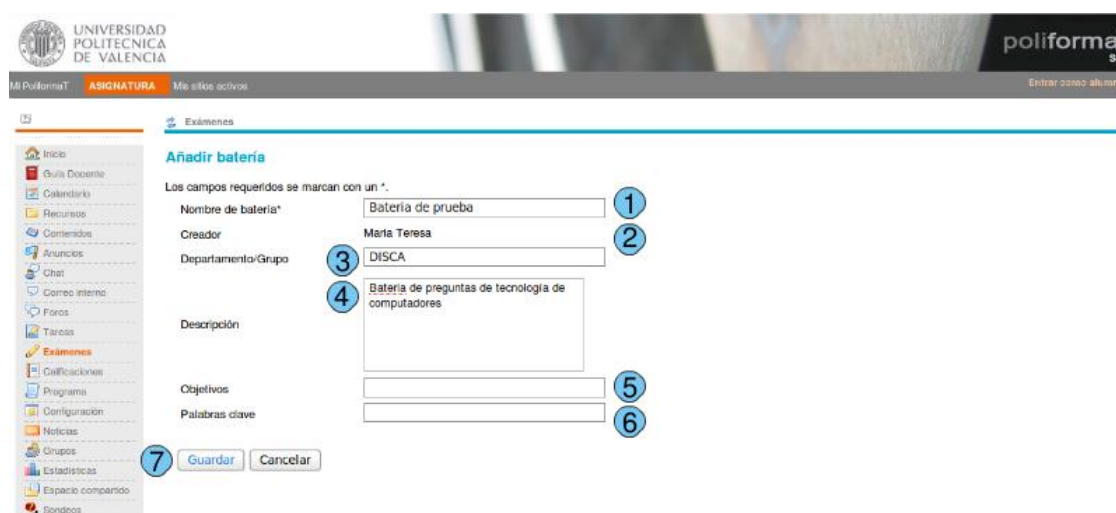 UNIVERSIDAD
POLITECNICA
DE VALENCIA
poliforma
s
Mi PoliformaT ASIGNATURA Mis sitios activos
Entrar como alum
Exámenes
Inicio
Guía Docente
Calendario
Recursos
Contenidos
Anuncios
Chat
Correo interno
Foros
Tareas
Exámenes
Calificaciones
Programa
Configuración
Noticias
Grupos
Estadísticas
Espacio compartido
Sondeos
Añadir batería
Los campos requeridos se marcan con un *.
Nombre de batería* Bateria de prueba 1
Creador Maria Teresa 2
Departamento/Grupo 3 DISCA
4 Bateria de preguntas de tecnología de
computadores
Descripción
Objetivos 5
Palabras clave 6
7 Guardar Cancelar